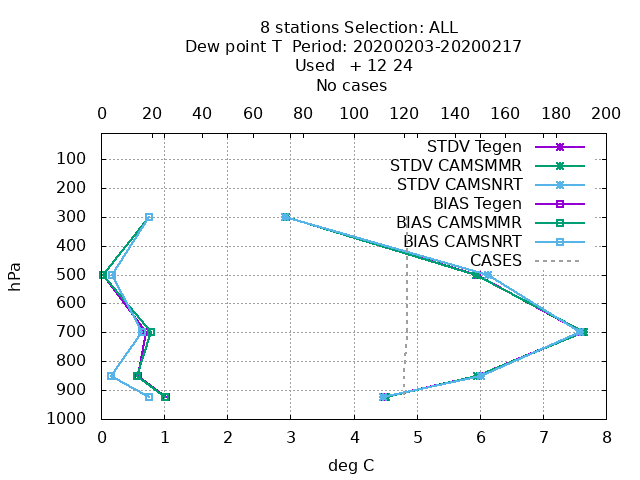 8 stations Selection: ALL
Dew point T  Period: 20200203-20200217
Used   + 12 24
No cases
0 20 40 60 80 100 120 140 160 180 200
STDV Tegen
STDV CAMSMMR
STDV CAMSNRT
BIAS Tegen
BIAS CAMSMMR
BIAS CAMSNRT
CASES
hPa
100
200
300
400
500
600
700
800
900
1000
0 1 2 3 4 5 6 7 8
deg C